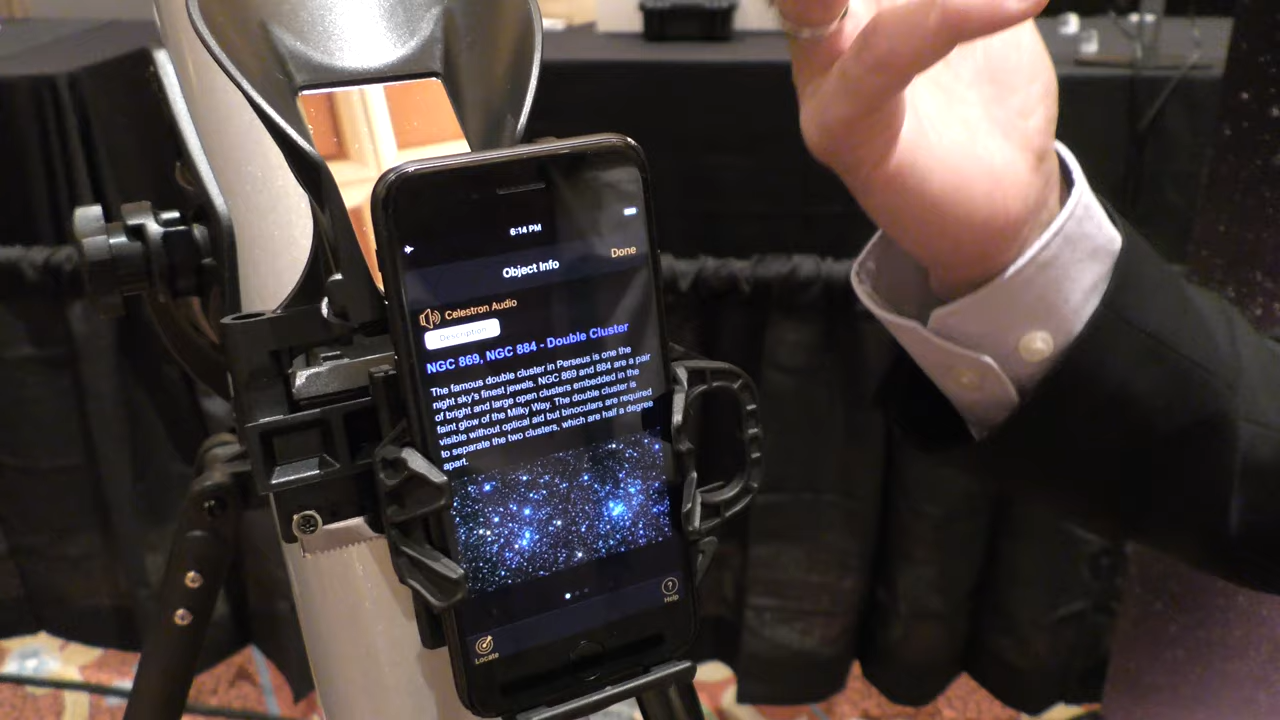 6:14 PM
Object Info
Done
Celestron Audio
Description
NGC 869, NGC 884 - Double Cluster
The famous double cluster in Perseus is one the
night sky's finest jewels. NGC 869 and 884 are a pair
of bright and large open clusters embedded in the
faint glow of the Milky Way. The double cluster is
visible without optical aid but binoculars are required
to separate the two clusters, which are half a degree
apart.
Locate
?
Help